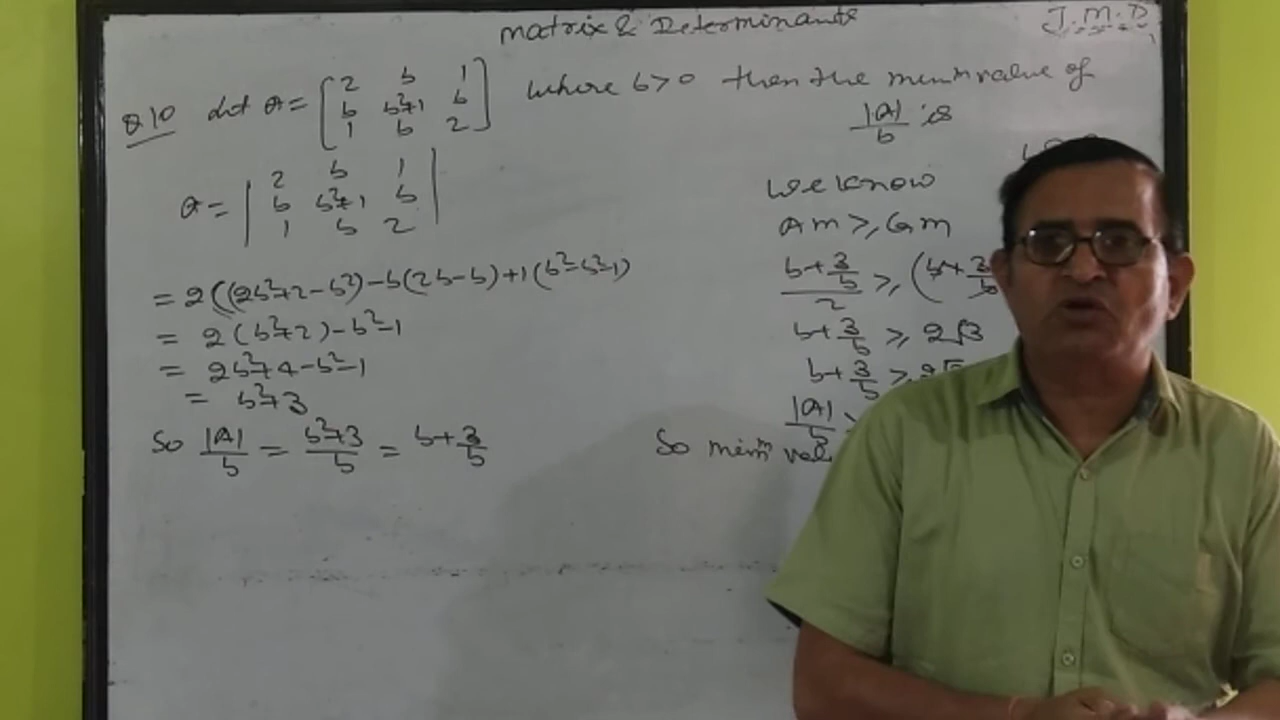 Matrix & Determinants
J.M.D
Q10 Let A = [2 b 1
b b²+1 b
1 b 2] where b>0 then the minm value of
|A|/b is
A = |2 b 1
b b²+1 b
1 b 2|
= 2((2b²+2-b²)-b(2b-b)+1(b²-b²-1)
= 2(b²+2)-b²-1
= 2b²+4-b²-1
= b²+3
So |A|/b = b²+3/b = b+3/b
We know
Am ≥ Gm
b+3/b/2 ≥ (b+3/b
b+3/b ≥ 2√3
b+3/b ≥ 2√
|A|/b
So minm val